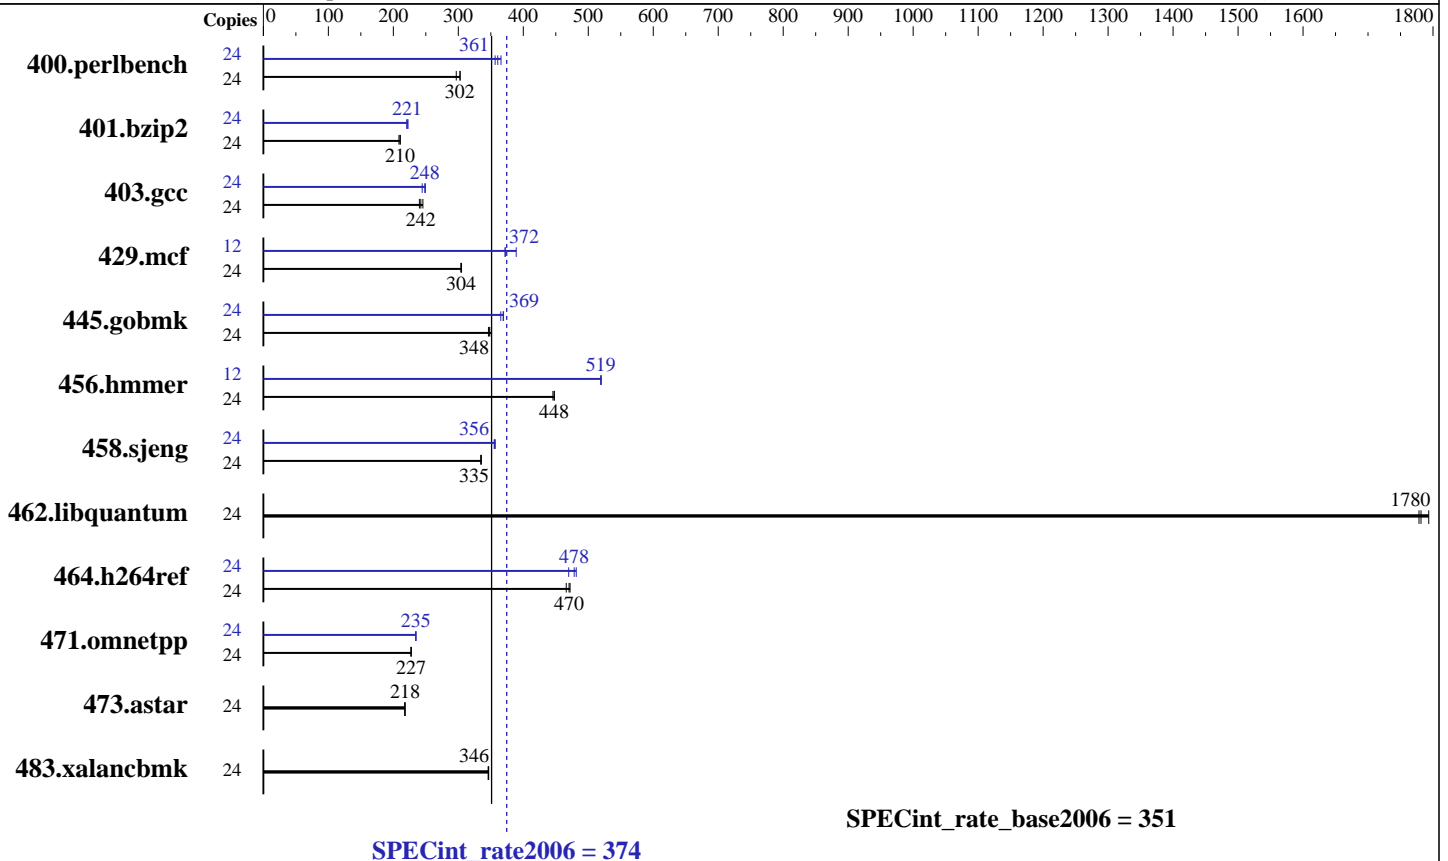 Copies 0 100 200 300 400 500 600 700 800 900 1000 1100 1200 1300 1400 1500 1600 1800
400.perlbench 24 361
24 302
401.bzip2 24 221
24 210
403.gcc 24 248
24 242
429.mcf 12 372
24 304
445.gobmk 24 369
24 348
456.hmmer 12 519
24 448
458.sjeng 24 356
24 335
462.libquantum 24 1780
464.h264ref 24 478
24 470
471.omnetpp 24 235
24 227
473.astar 24 218
483.xalancbmk 24 346
SPECint_rate_base2006 = 351
SPECint_rate2006 = 374